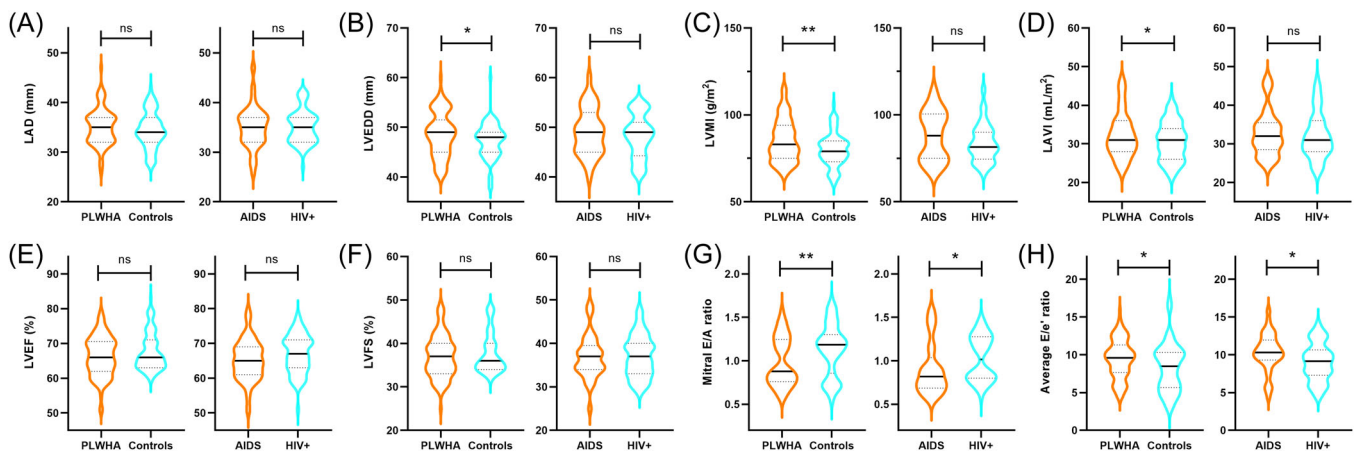 (A)
ns
ns
LAD (mm)
50
40
30
20
50
40
30
20
PLWHA Controls
AIDS HIV+
(B)
*
ns
LVEDD (mm)
70
60
50
40
70
60
50
40
PLWHA Controls
AIDS HIV+
(C)
**
ns
LVMI (g/m²)
150
100
50
150
100
50
PLWHA Controls
AIDS HIV+
(D)
*
ns
LAVI (mL/m²)
60
50
40
30
20
10
60
50
40
30
20
10
PLWHA Controls
AIDS HIV+
(E)
ns
ns
LVEF (%)
90
80
70
60
50
90
80
70
60
50
PLWHA Controls
AIDS HIV+
(F)
ns
ns
LVFS (%)
60
50
40
30
20
60
50
40
30
20
PLWHA Controls
AIDS HIV+
(G)
**
*
Mitral E/A ratio
2.0
1.5
1.0
0.5
2.0
1.5
1.0
0.5
PLWHA Controls
AIDS HIV+
(H)
*
*
Average E/e' ratio
20
15
10
5
0
20
15
10
5
0
PLWHA Controls
AIDS HIV+